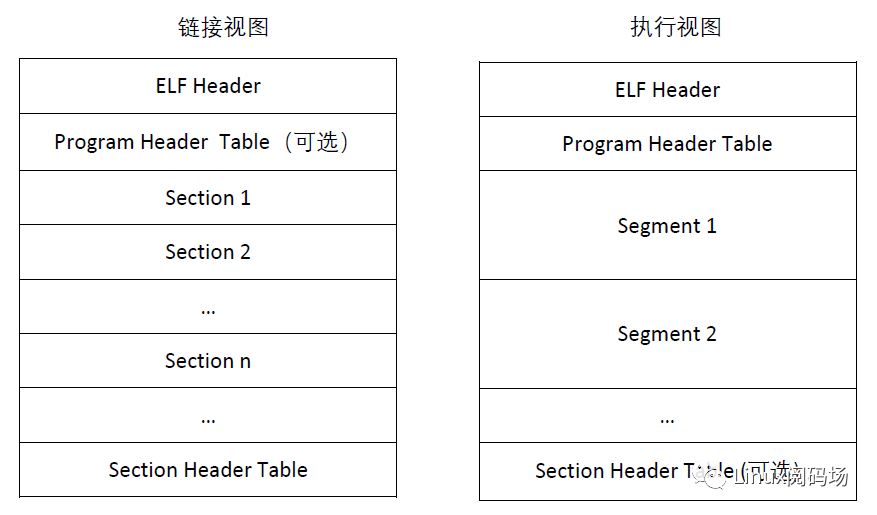 链接视图
ELF Header
Program Header Table（可选）
Section 1
Section 2
...
Section n
...
Section Header Table
执行视图
ELF Header
Program Header Table
Segment 1
Segment 2
...
Section Header Table (可选)
Linux阅码场